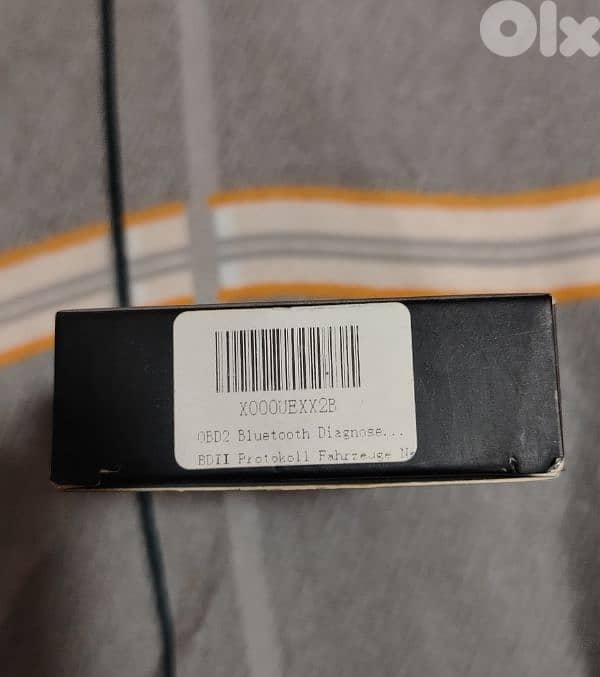 Olx
X000UEXX2B
OBD2 Bluetooth Diagnose...
BDII Protokoll Fahrzeuge